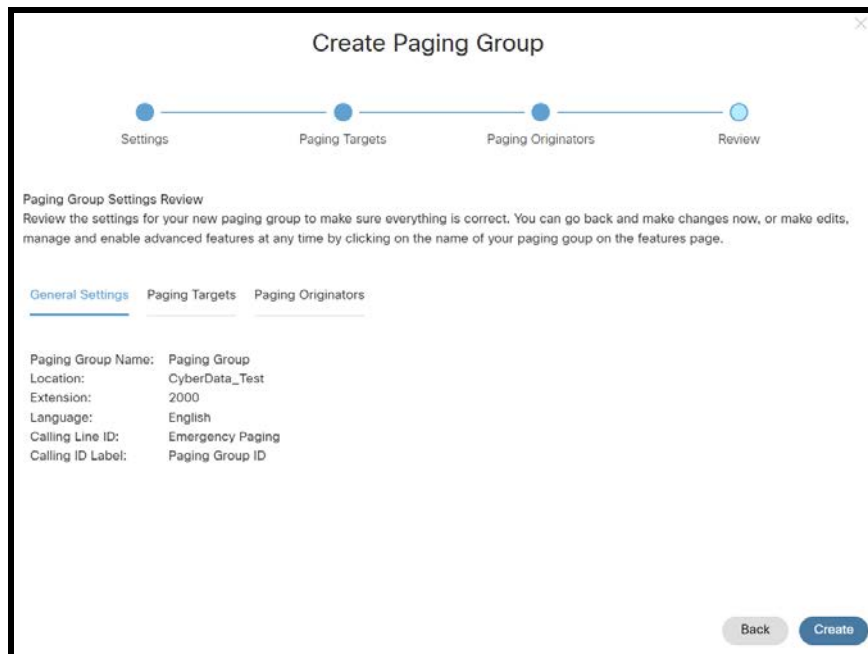 Create Paging Group
Settings
Paging Targets
Paging Originators
Review
Paging Group Settings Review
Review the settings for your new paging group to make sure everything is correct. You can go back and make changes now, or make edits,
manage and enable advanced features at any time by clicking on the name of your paging goup on the features page.
General Settings Paging Targets Paging Originators
Paging Group Name: Paging Group
Location: CyberData_Test
Extension: 2000
Language: English
Calling Line ID: Emergency Paging
Calling ID Label: Paging Group ID
Back Create